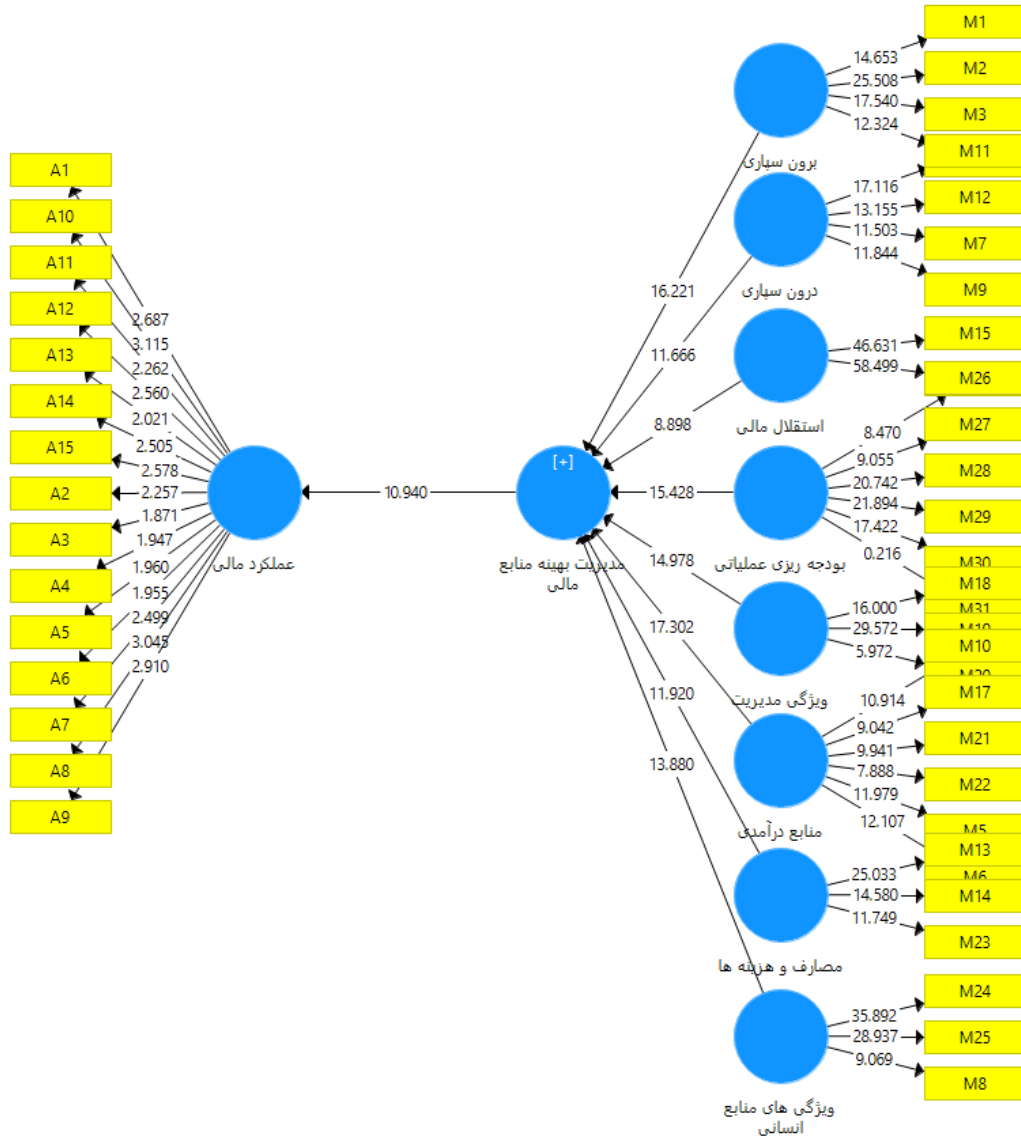 M1
M2
M3
M11
M12
M7
M9
M15
M26
M27
M28
M29
M30
M18
M31
M19
M10
M20
M17
M21
M22
M5
M13
M6
M14
M23
M24
M25
M8
14.653
25.508
17.540
12.324
17.116
13.155
11.503
11.844
46.631
58.499
8.470
9.055
20.742
21.894
17.422
0.216
16.000
29.572
5.972
10.914
9.042
9.941
7.888
11.979
12.107
25.033
14.580
11.749
35.892
28.937
9.069
برون سپاری
درون سپاری
استقلال مالی
بودجه ریزی عملیاتی
ویژگی مدیریت
منابع درآمدی
مصارف و هزینه ها
ویژگی های منابع
انسانی
16.221
11.666
8.898
15.428
14.978
17.302
11.920
13.880
[+]
مدیریت بهینه منابع
مالی
10.940
عملکرد مالی
2.687
3.115
2.262
2.560
2.021
2.505
2.578
2.257
1.871
1.947
1.960
1.955
2.499
3.045
2.910
A1
A10
A11
A12
A13
A14
A15
A2
A3
A4
A5
A6
A7
A8
A9